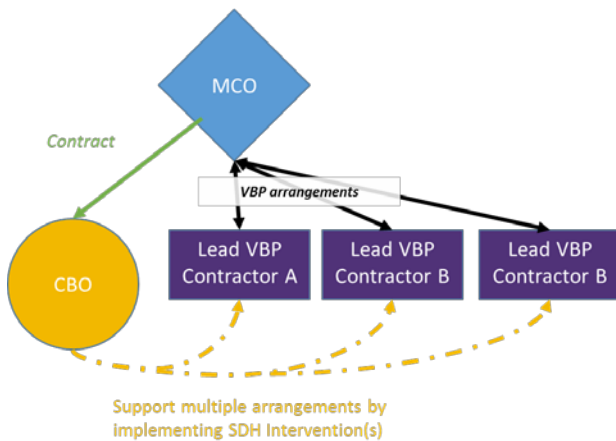 MCO
Contract
VBP arrangements
CBO
Lead VBP
Contractor A
Lead VBP
Contractor B
Lead VBP
Contractor B
Support multiple arrangements by
implementing SDH Intervention(s)